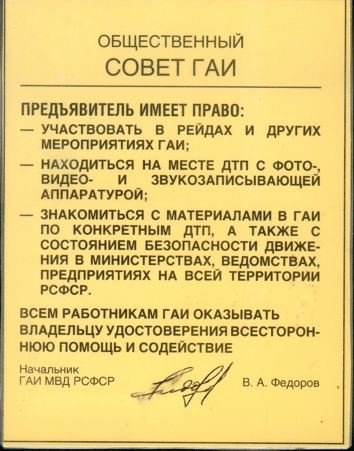 ОБЩЕСТВЕННЫЙ
СОВЕТ ГАИ
ПРЕДЪЯВИТЕЛЬ ИМЕЕТ ПРАВО:
— УЧАСТВОВАТЬ В РЕЙДАХ И ДРУГИХ
МЕРОПРИЯТИЯХ ГАИ;
— НАХОДИТЬСЯ НА МЕСТЕ ДТП С ФОТО-,
ВИДЕО- И ЗВУКОЗАПИСЫВАЮЩЕЙ
АППАРАТУРОЙ;
— ЗНАКОМИТЬСЯ С МАТЕРИАЛАМИ В ГАИ
ПО КОНКРЕТНЫМ ДТП, А ТАКЖЕ С
СОСТОЯНИЕМ БЕЗОПАСНОСТИ ДВИЖЕ-
НИЯ В МИНИСТЕРСТВАХ, ВЕДОМСТВАХ,
ПРЕДПРИЯТИЯХ НА ВСЕЙ ТЕРРИТОРИИ
РСФСР.
ВСЕМ РАБОТНИКАМ ГАИ ОКАЗЫВАТЬ
ВЛАДЕЛЬЦУ УДОСТОВЕРЕНИЯ ВСЕСТОРОН-
НЮЮ ПОМОЩЬ И СОДЕЙСТВИЕ
Начальник
ГАИ МВД РСФСР В. А. Федоров